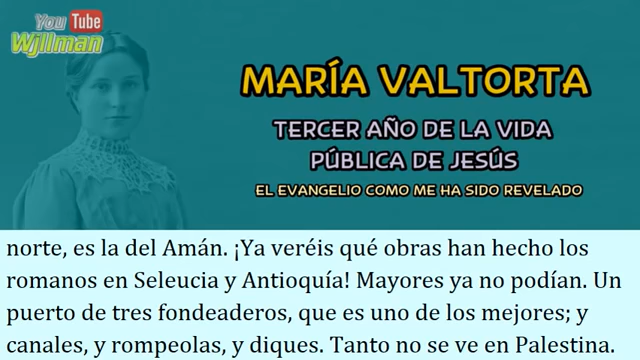 You Tube
Wjllman
MARÍA VALTORTA
TERCER AÑO DE LA VIDA
PÚBLICA DE JESÚS
EL EVANGELIO COMO ME HA SIDO REVELADO
norte, es la del Amán. ¡Ya veréis qué obras han hecho los
romanos en Seleucia y Antioquía! Mayores ya no podían. Un
puerto de tres fondeaderos, que es uno de los mejores; y
canales, y rompeolas, y diques. Tanto no se ve en Palestina.